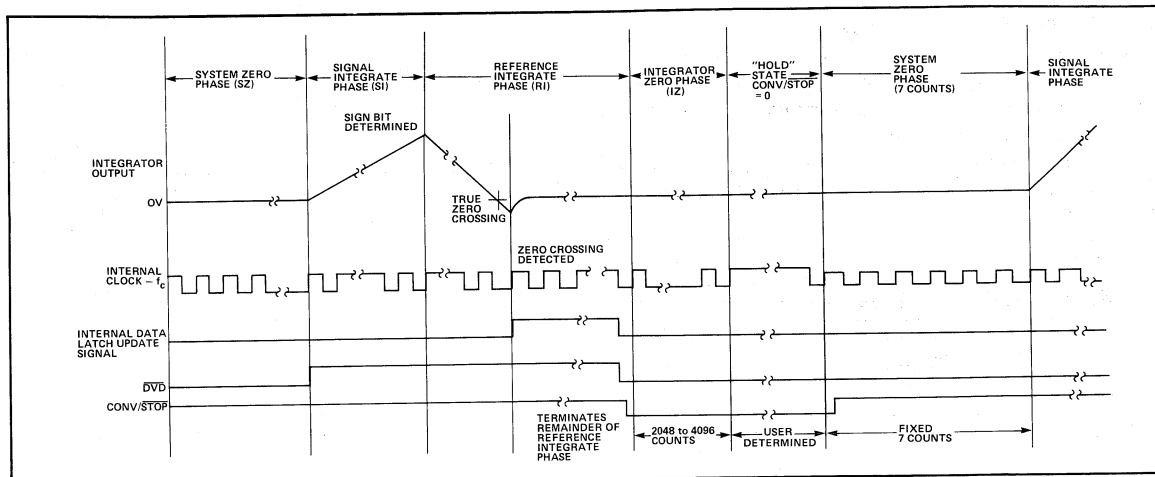 SYSTEM ZERO
PHASE (SZ)
SIGNAL
INTEGRATE
PHASE (SI)
REFERENCE
INTEGRATE
PHASE (RI)
INTEGRATOR
ZERO PHASE
(IZ)
"HOLD"
STATE
CONV/STOP
= 0
SYSTEM
ZERO
PHASE
(7 COUNTS)
SIGNAL
INTEGRATE
PHASE
SIGN BIT
DETERMINED
INTEGRATOR
OUTPUT
OV
TRUE
ZERO
CROSSING
ZERO CROSSING
DETECTED
INTERNAL
CLOCK – fc
INTERNAL DATA
LATCH UPDATE
SIGNAL
DVD
CONV/STOP
TERMINATES
REMAINDER OF
REFERENCE
INTEGRATE
PHASE
2048 to 4096
COUNTS
USER
DETERMINED
FIXED
7 COUNTS